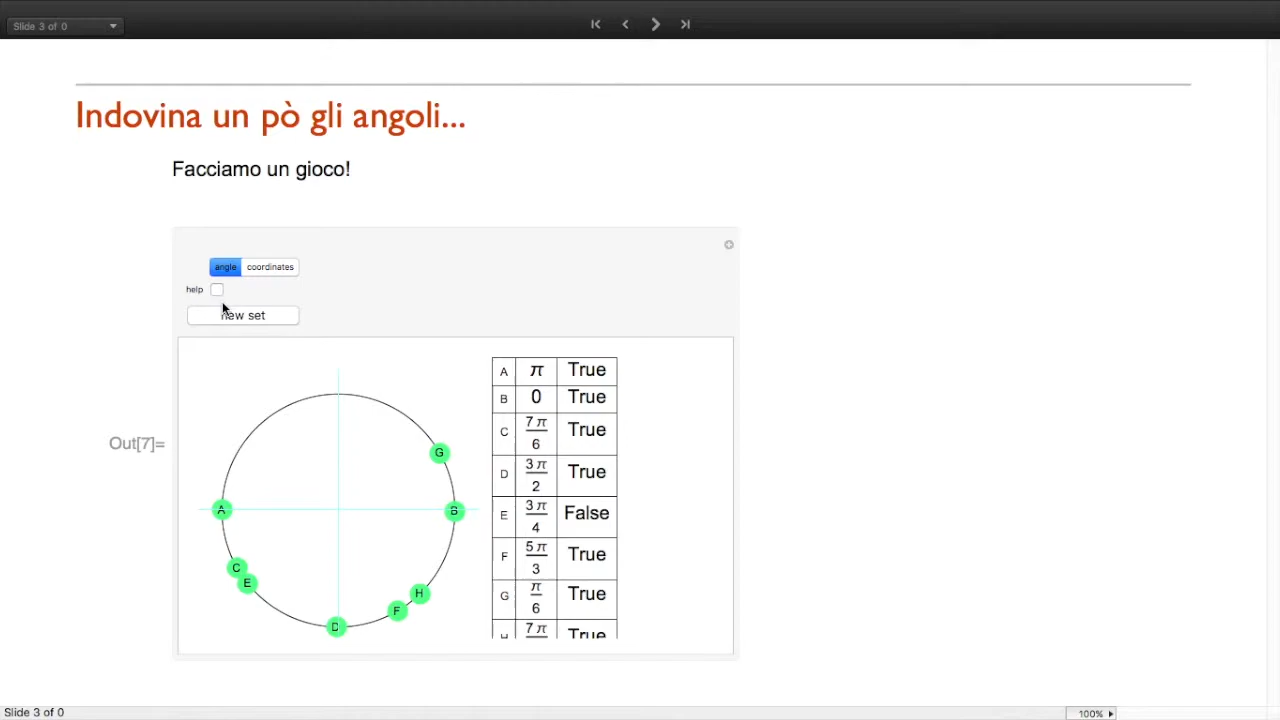 Slide 3 of 0
Indovina un pò gli angoli...
Facciamo un gioco!
angle coordinates
help
new set
Out[7]=
A
B
C
D
E
F
G
H
A π True
B 0 True
C 7π/6 True
D 3π/2 True
E 3π/4 False
F 5π/3 True
G π/6 True
H 7π True
Slide 3 of 0
100%